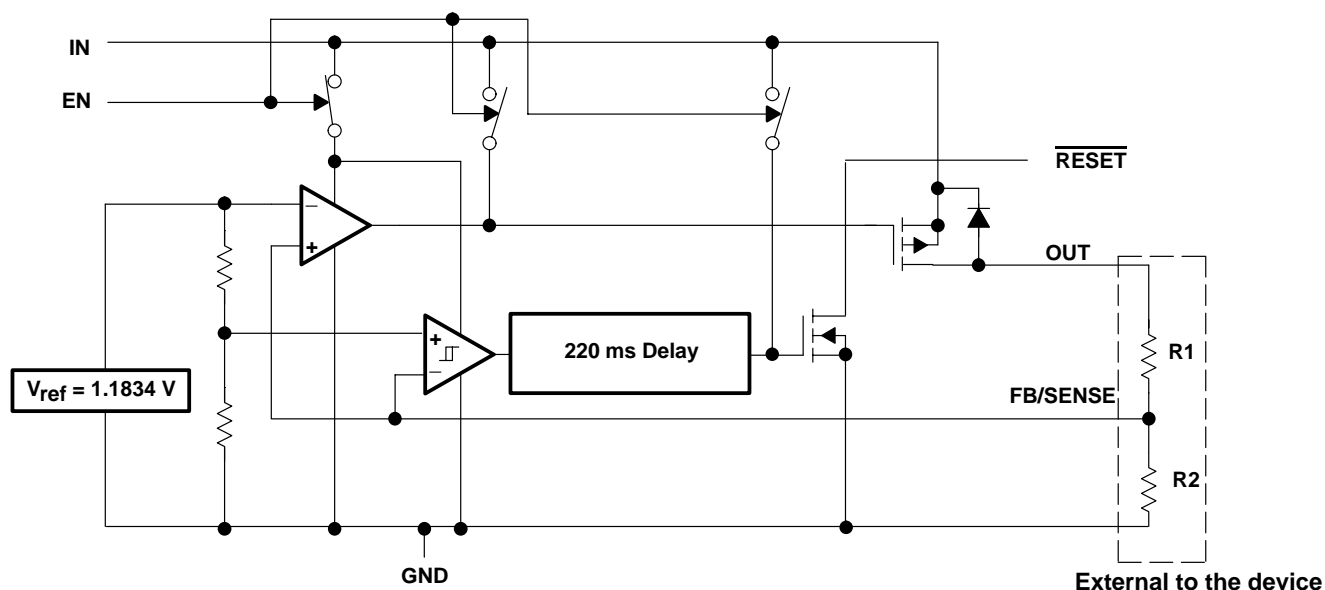 IN
EN
RESET
OUT
220 ms Delay
R1
Vref = 1.1834 V
FB/SENSE
R2
GND
External to the device